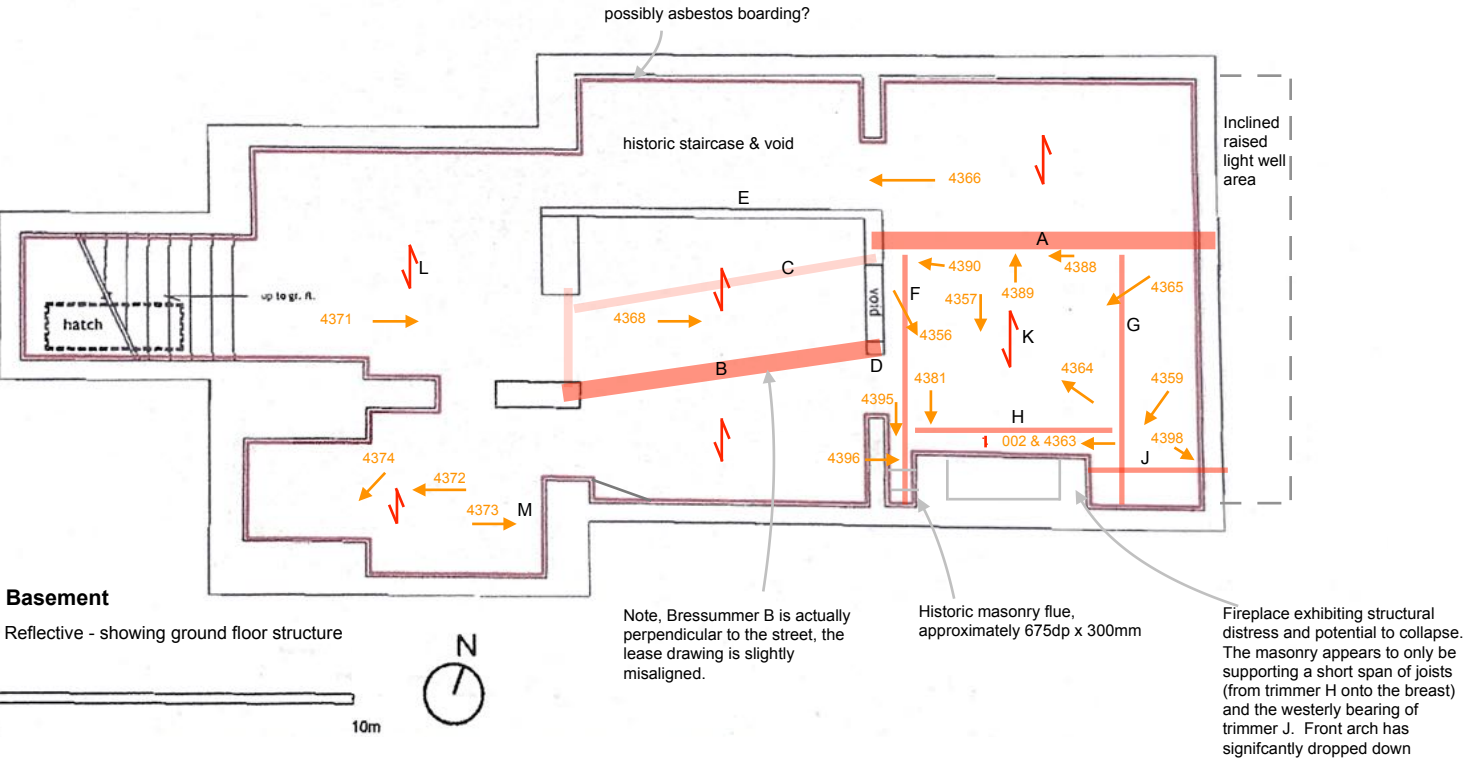 possibly asbestos boarding?
historic staircase & void
Inclined
raised
light well
area
4366
E
A
L
C
4390
4388
4389
4357
F
4365
G
void
up to gr. fl.
hatch
4371
4368
4356
K
B
D
4364
4381
4359
4395
H
1 002 & 4363
4398
4396
J
4374
4372
4373
M
Basement
Reflective - showing ground floor structure
N
10m
Note, Bressummer B is actually
perpendicular to the street, the
lease drawing is slightly
misaligned.
Historic masonry flue,
approximately 675dp x 300mm
Fireplace exhibiting structural
distress and potential to collapse.
The masonry appears to only be
supporting a short span of joists
(from trimmer H onto the breast)
and the westerly bearing of
trimmer J.  Front arch has
signifcantly dropped down